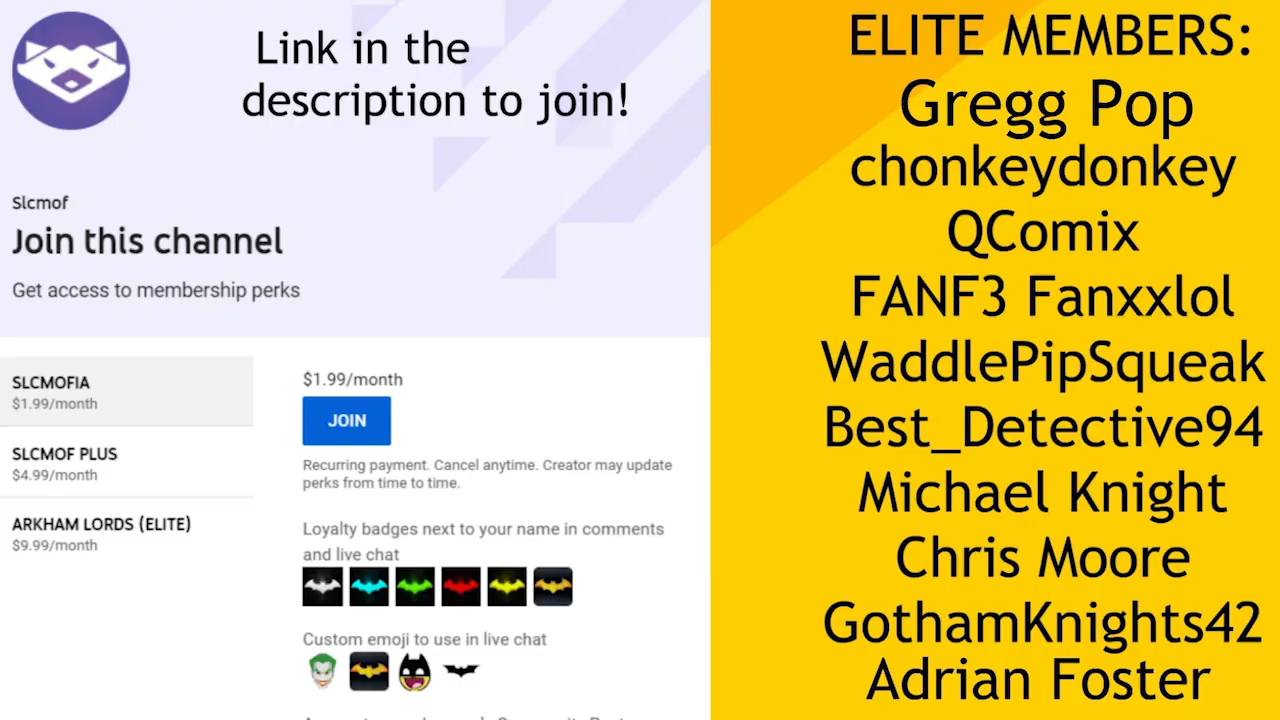 Link in the
description to join!
Slcmof
Join this channel
Get access to membership perks
SLCMOFIA
$1.99/month
SLCMOF PLUS
$4.99/month
ARKHAM LORDS (ELITE)
$9.99/month
$1.99/month
JOIN
Recurring payment. Cancel anytime. Creator may update
perks from time to time.
Loyalty badges next to your name in comments
and live chat
Custom emoji to use in live chat
ELITE MEMBERS:
Gregg Pop
chonkeydonkey
QComix
FANF3 Fanxxlol
WaddlePipSqueak
Best_Detective94
Michael Knight
Chris Moore
GothamKnights42
Adrian Foster